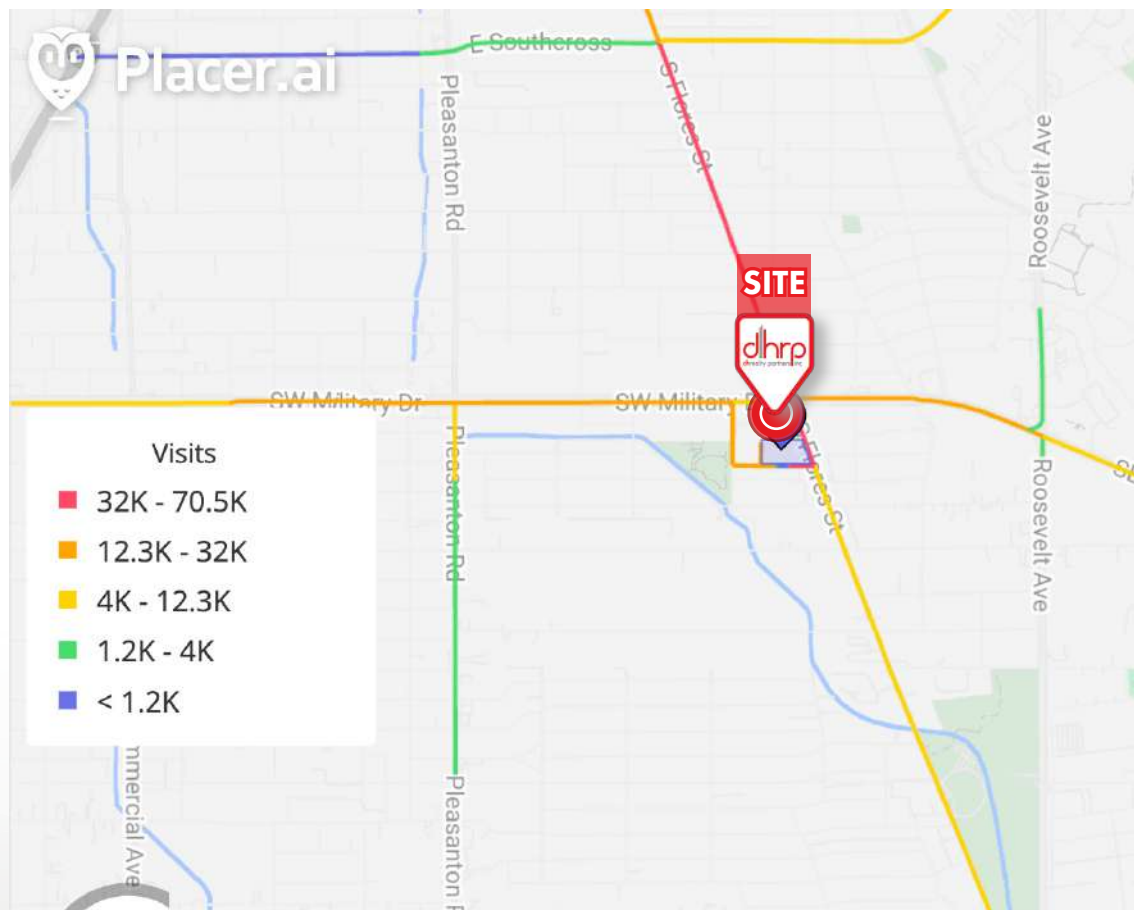 Placer.ai
E Southcross
S Flores St
Pleasanton Rd
Roosevelt Ave
SITE
dhrp
SW Military Dr
SW Military
S Flores St
Pleasanton Rd
Roosevelt Ave
Visits
32K - 70.5K
12.3K - 32K
4K - 12.3K
1.2K - 4K
< 1.2K
mmercial Ave
Pleasanton